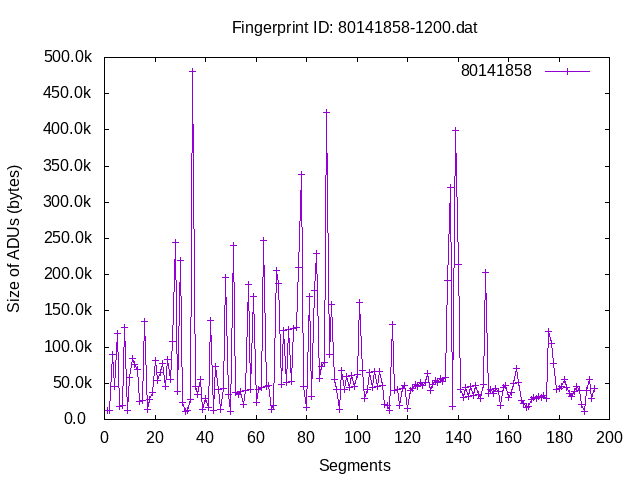 Fingerprint ID: 80141858-1200.dat
500.0k
450.0k
400.0k
350.0k
300.0k
250.0k
200.0k
150.0k
100.0k
50.0k
0.0
80141858
Size of ADUs (bytes)
0 20 40 60 80 100 120 140 160 180 200
Segments